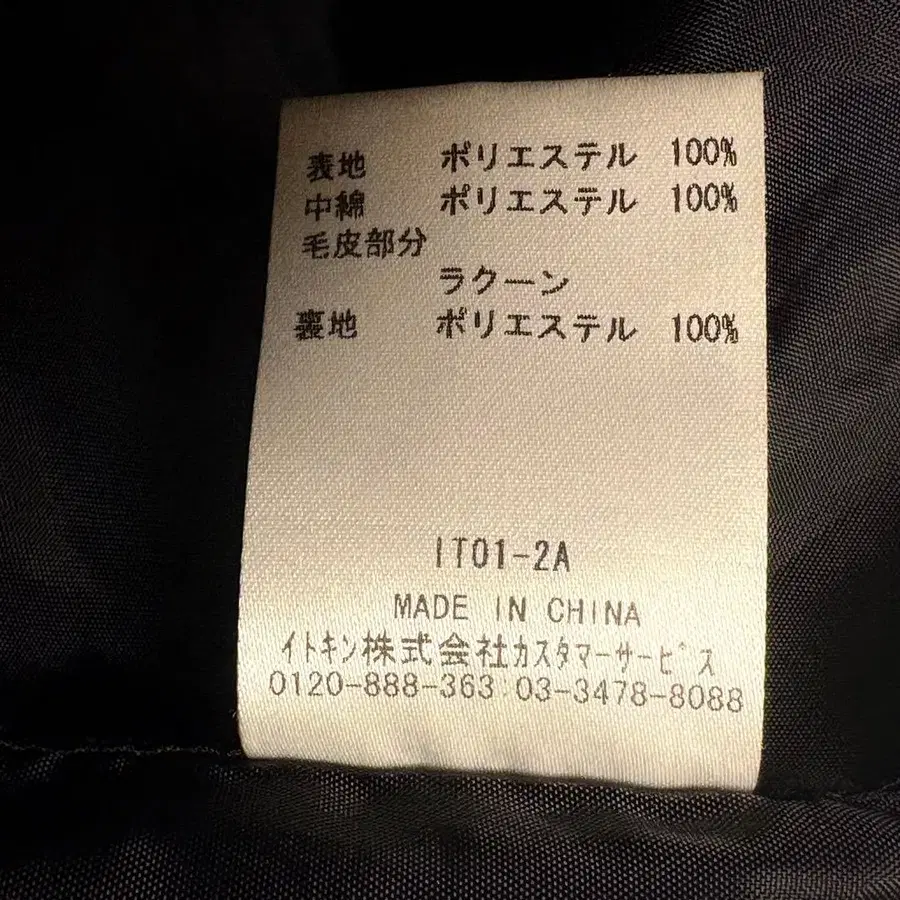 表地 ポリエステル 100%
中綿 ポリエステル 100%
毛皮部分
ラクーン
裏地 ポリエステル 100%
IT01-2A
MADE IN CHINA
イトキン株式会社カスタマーサービス
0120-888-363 03-3478-8088